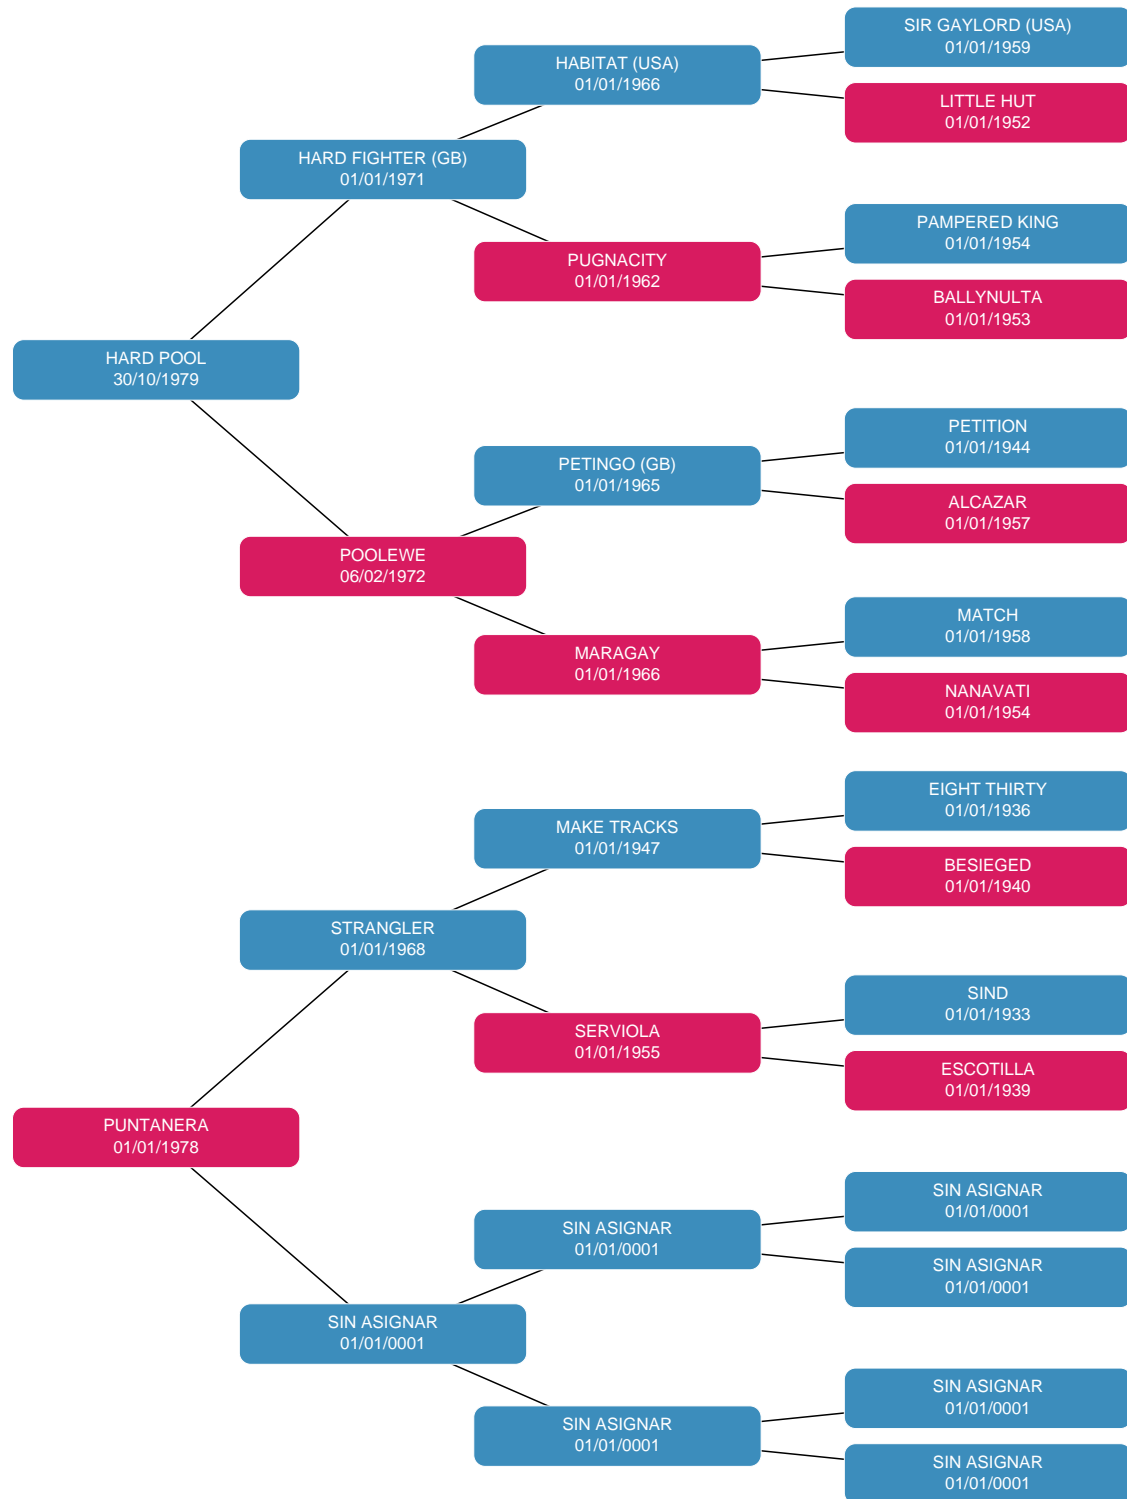 SIR GAYLORD (USA)
01/01/1959
HABITAT (USA)
01/01/1966
LITTLE HUT
01/01/1952
HARD FIGHTER (GB)
01/01/1971
PAMPERED KING
01/01/1954
PUGNACITY
01/01/1962
BALLYNULTA
01/01/1953
HARD POOL
30/10/1979
PETITION
01/01/1944
PETINGO (GB)
01/01/1965
ALCAZAR
01/01/1957
POOLEWE
06/02/1972
MATCH
01/01/1958
MARAGAY
01/01/1966
NANAVATI
01/01/1954
EIGHT THIRTY
01/01/1936
MAKE TRACKS
01/01/1947
BESIEGED
01/01/1940
STRANGLER
01/01/1968
SIND
01/01/1933
SERVIOLA
01/01/1955
ESCOTILLA
01/01/1939
PUNTANERA
01/01/1978
SIN ASIGNAR
01/01/0001
SIN ASIGNAR
01/01/0001
SIN ASIGNAR
01/01/0001
SIN ASIGNAR
01/01/0001
SIN ASIGNAR
01/01/0001
SIN ASIGNAR
01/01/0001
SIN ASIGNAR
01/01/0001